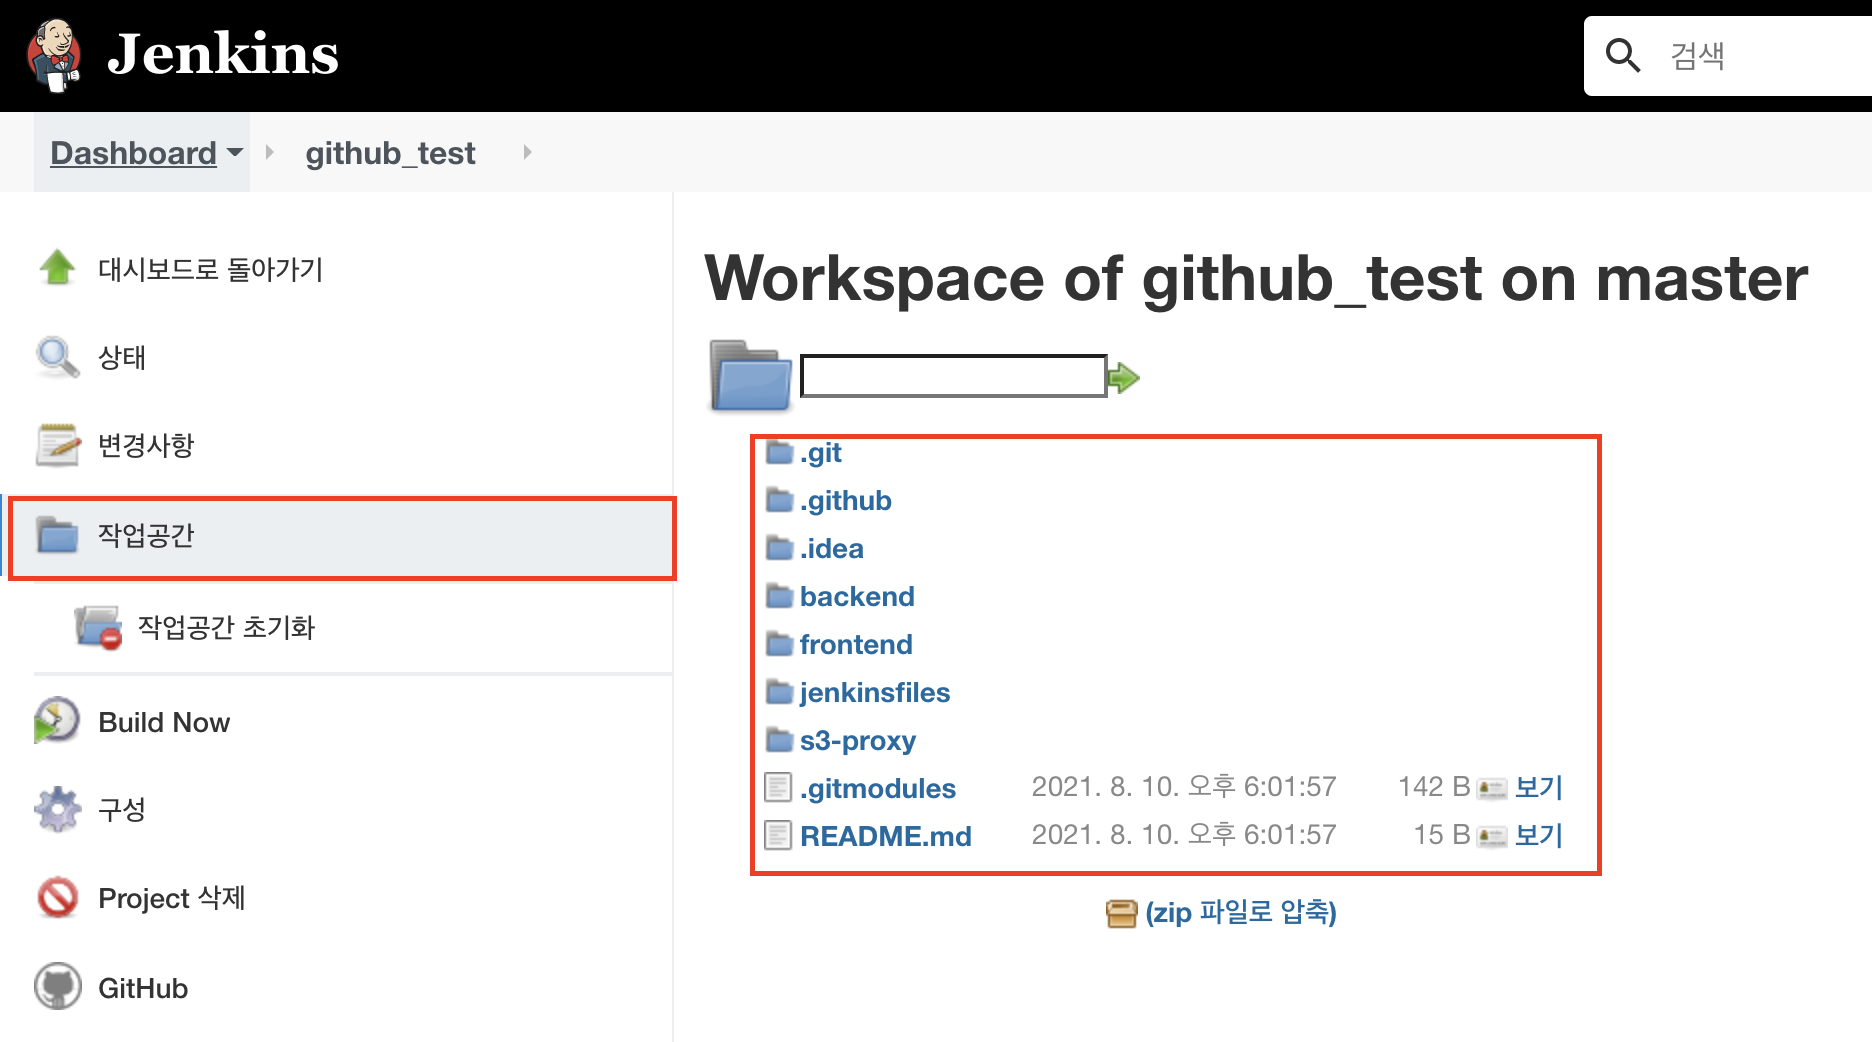 Jenkins
검색
Dashboard
github_test
대시보드로 돌아가기
상태
변경사항
작업공간
작업공간 초기화
Build Now
구성
Project 삭제
GitHub
Workspace of github_test on master
.git
.github
.idea
backend
frontend
jenkinsfiles
s3-proxy
.gitmodules 2021. 8. 10. 오후 6:01:57 142 B 보기
README.md 2021. 8. 10. 오후 6:01:57 15 B 보기
(zip 파일로 압축)